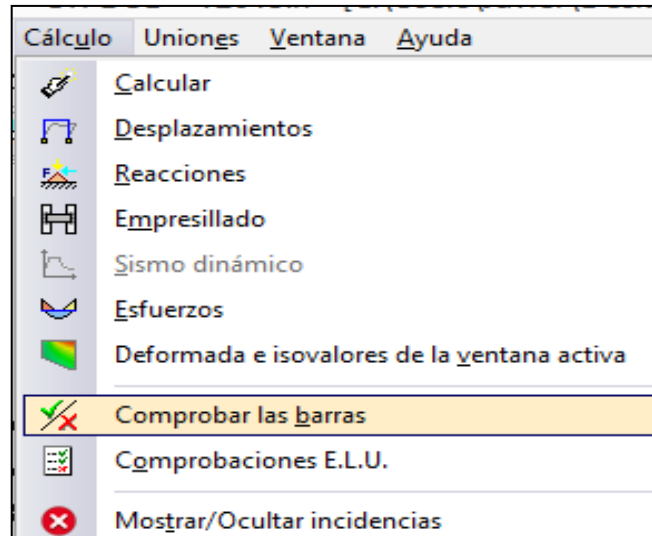 Cálculo Uniones Ventana Ayuda
Calcular
Desplazamientos
Reacciones
Empresillado
Sismo dinámico
Esfuerzos
Deformada e isovalores de la ventana activa
Comprobar las barras
Comprobaciones E.L.U.
Mostrar/Ocultar incidencias